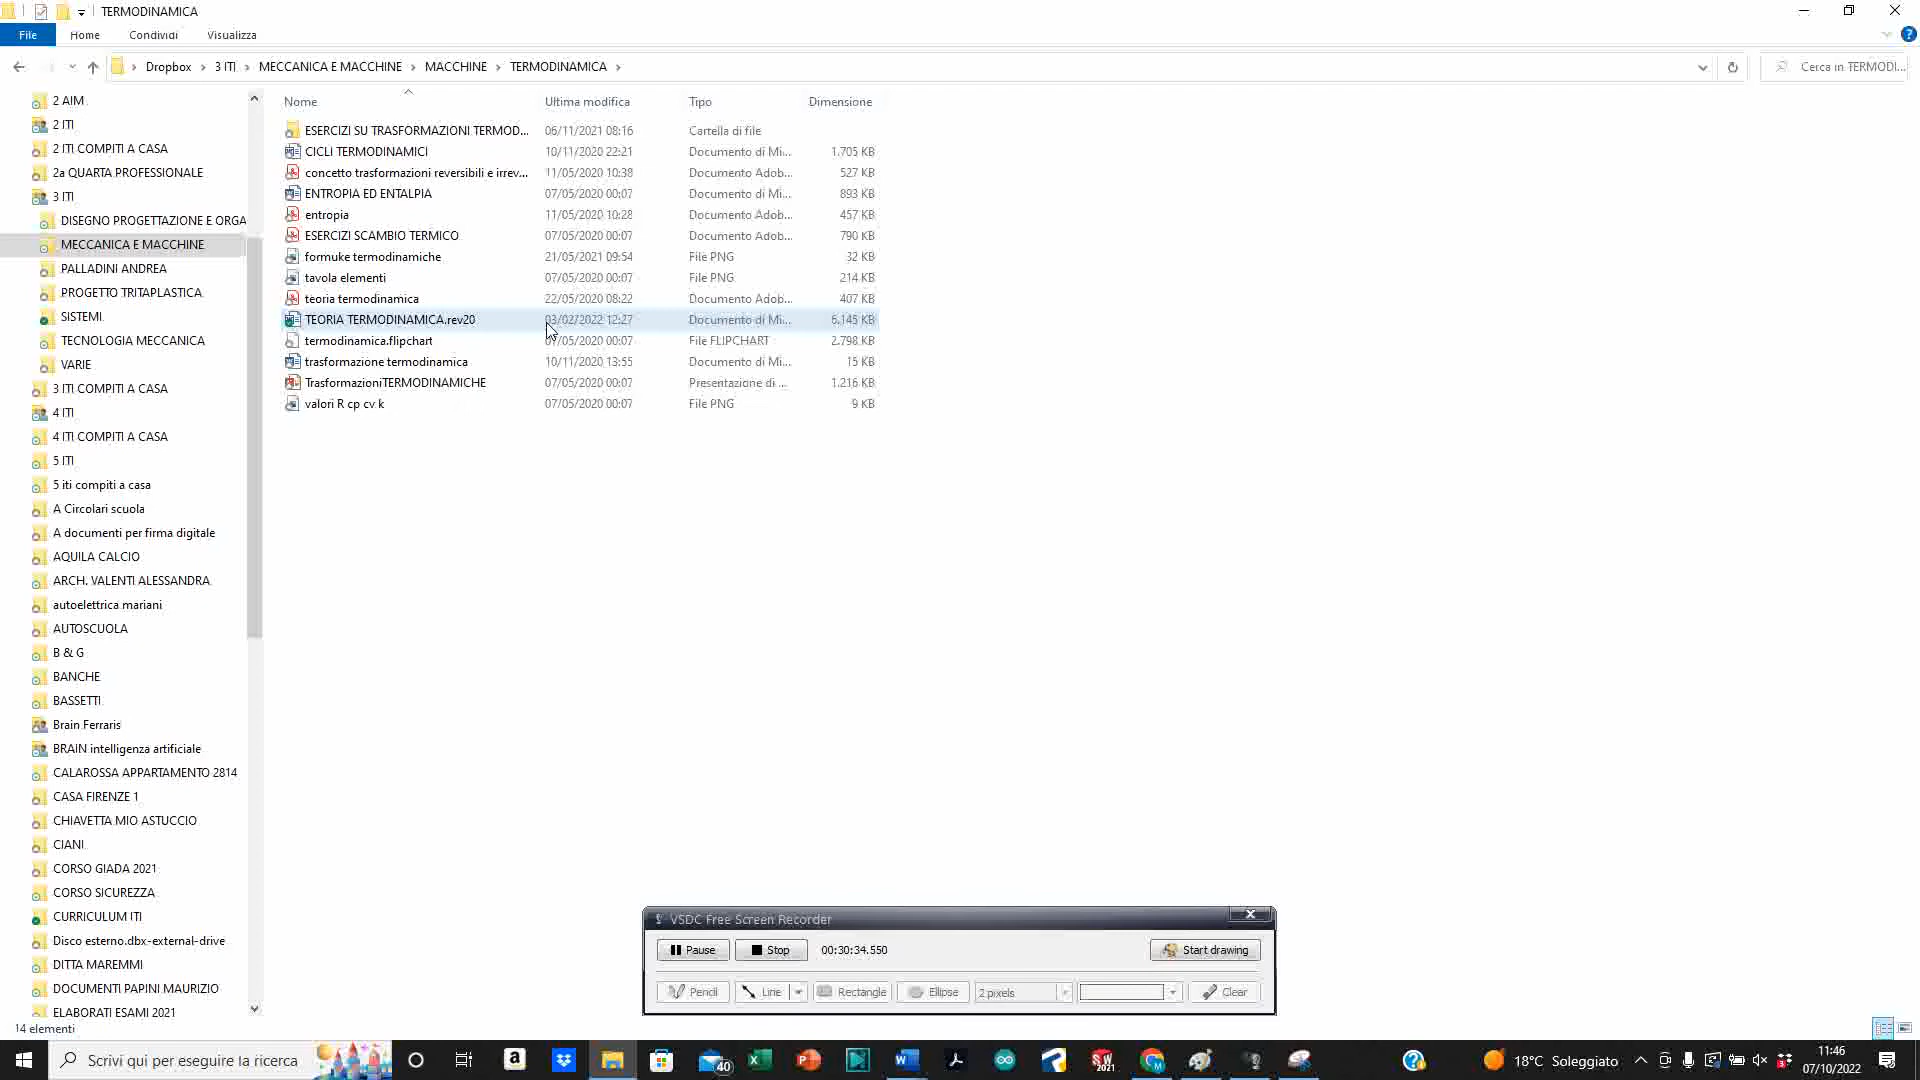 TERMODINAMICA
File Home Condividi Visualizza
Dropbox 3 ITI MECCANICA E MACCHINE MACCHINE TERMODINAMICA
Cerca in TERMODI...
2 AIM
2 ITI
2 ITI COMPITI A CASA
2a QUARTA PROFESSIONALE
3 ITI
DISEGNO PROGETTAZIONE E ORGA
MECCANICA E MACCHINE
PALLADINI ANDREA
PROGETTO TRITAPLASTICA
SISTEMI
TECNOLOGIA MECCANICA
VARIE
3 ITI COMPITI A CASA
4 ITI
4 ITI COMPITI A CASA
5 ITI
5 iti compiti a casa
A Circolari scuola
A documenti per firma digitale
AQUILA CALCIO
ARCH. VALENTI ALESSANDRA
autoelettrica mariani
AUTOSCUOLA
B & G
BANCHE
BASSETTI
Brain Ferraris
BRAIN intelligenza artificiale
CALAROSSA APPARTAMENTO 2814
CASA FIRENZE 1
CHIAVETTA MIO ASTUCCIO
CIANI
CORSO GIADA 2021
CORSO SICUREZZA
CURRICULUM ITI
Disco esterno.dbx-external-drive
DITTA MAREMMI
DOCUMENTI PAPINI MAURIZIO
ELABORATI ESAMI 2021
14 elementi
Nome Ultima modifica Tipo Dimensione
ESERCIZI SU TRASFORMAZIONI TERMOD... 06/11/2021 08:16 Cartella di file
CICLI TERMODINAMICI 10/11/2020 22:21 Documento di Mi... 1.705 KB
concetto trasformazioni reversibili e irrev... 11/05/2020 10:38 Documento Adob... 527 KB
ENTROPIA ED ENTALPIA 07/05/2020 00:07 Documento di Mi... 893 KB
entropia 11/05/2020 10:28 Documento Adob... 457 KB
ESERCIZI SCAMBIO TERMICO 07/05/2020 00:07 Documento Adob... 790 KB
formuke termodinamiche 21/05/2021 09:54 File PNG 32 KB
tavola elementi 07/05/2020 00:07 File PNG 214 KB
teoria termodinamica 22/05/2020 08:22 Documento Adob... 407 KB
TEORIA TERMODINAMICA.rev20 03/02/2022 12:27 Documento di Mi... 6.145 KB
termodinamica.flipchart 07/05/2020 00:07 File FLIPCHART 2.798 KB
trasformazione termodinamica 10/11/2020 13:55 Documento di Mi... 15 KB
TrasformazioniTERMODINAMICHE 07/05/2020 00:07 Presentazione di ... 1.216 KB
valori R cp cv k 07/05/2020 00:07 File PNG 9 KB
VSDC Free Screen Recorder
Pause Stop 00:30:34.550 Start drawing
Pencil Line Rectangle Ellipse 2 pixels Clear
Scrivi qui per eseguire la ricerca
40
2021
18°C Soleggiato
11:46
07/10/2022